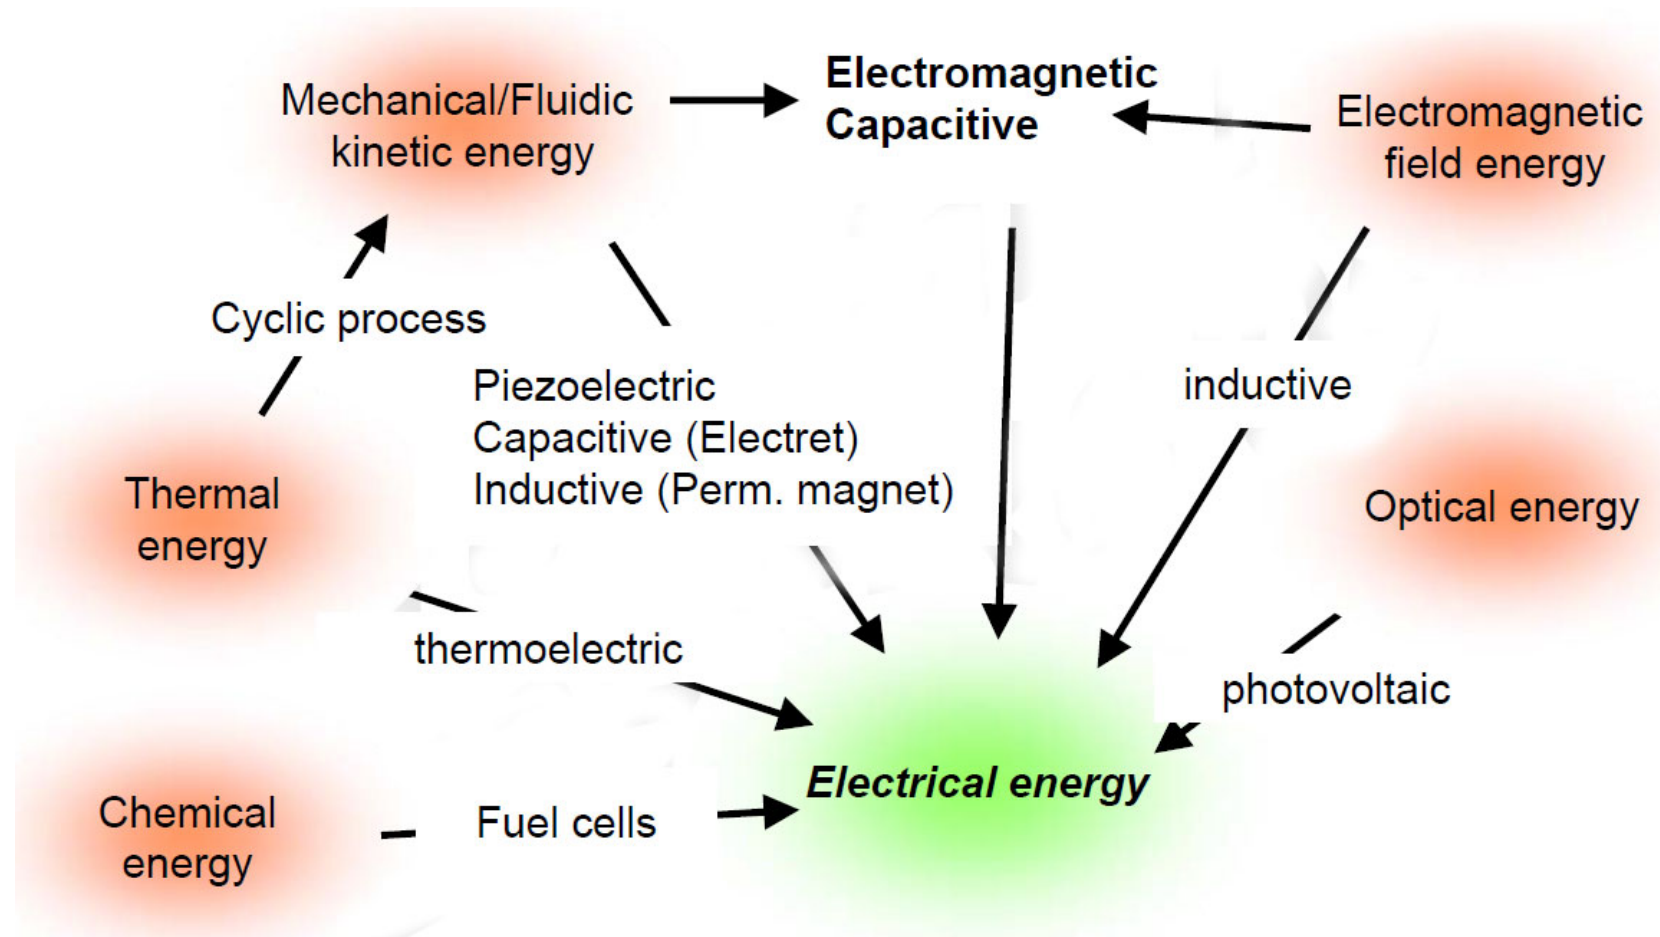 Mechanical/Fluidic
kinetic energy
Electromagnetic
Capacitive
Electromagnetic
field energy
Cyclic process
Piezoelectric
Capacitive (Electret)
Inductive (Perm. magnet)
inductive
Thermal
energy
Optical energy
thermoelectric
photovoltaic
Electrical energy
Chemical
energy
Fuel cells